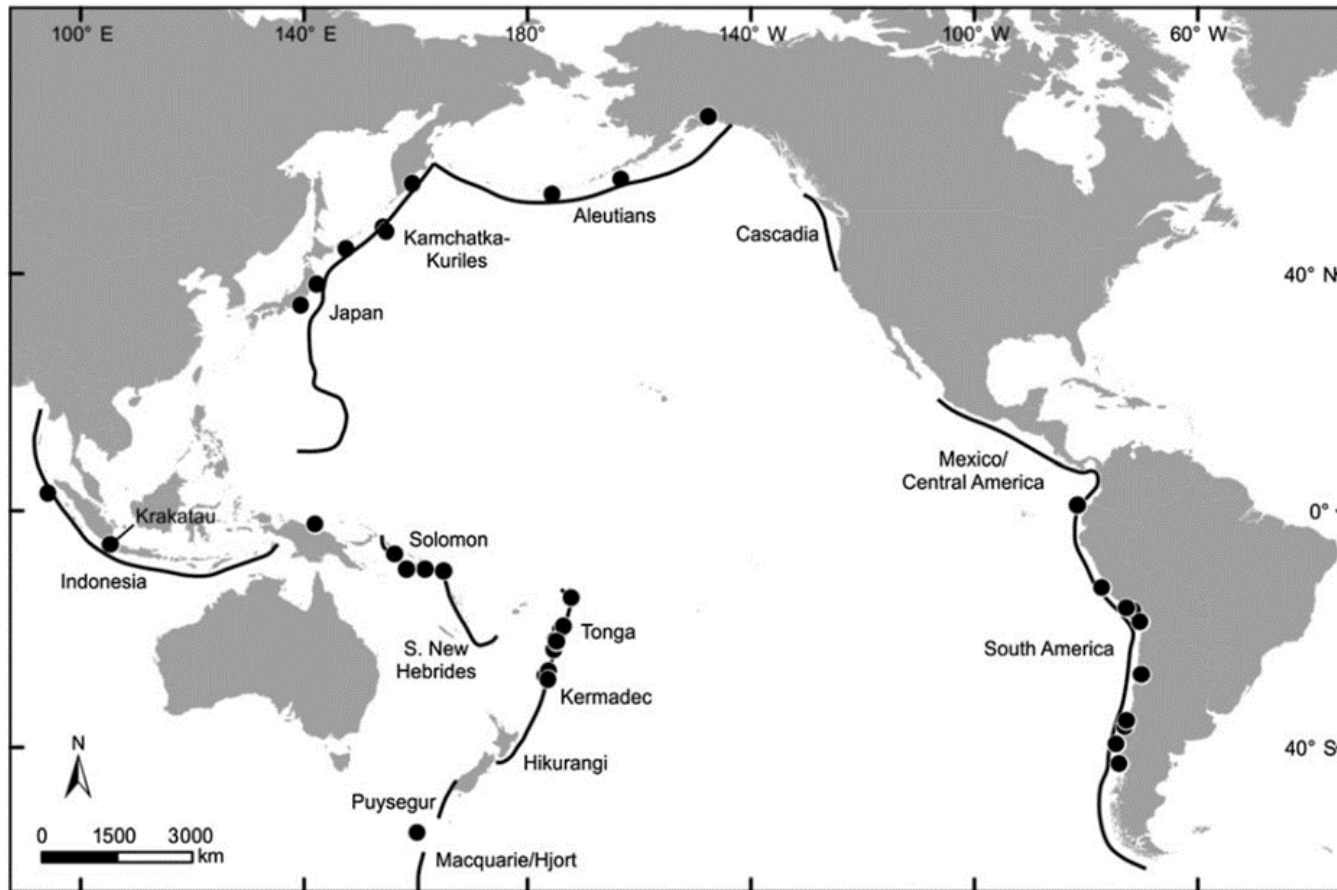 100° E
140° E
180°
140° W
100° W
60° W
Aleutians
Cascadia
Kamchatka-
Kuriles
40° N
Japan
Mexico/
Central America
Krakatau
0°
Solomon
Indonesia
Tonga
S. New
Hebrides
South America
Kermadec
N
40° S
Hikurangi
Puysegur
0 1500 3000
km
Macquarie/Hjort